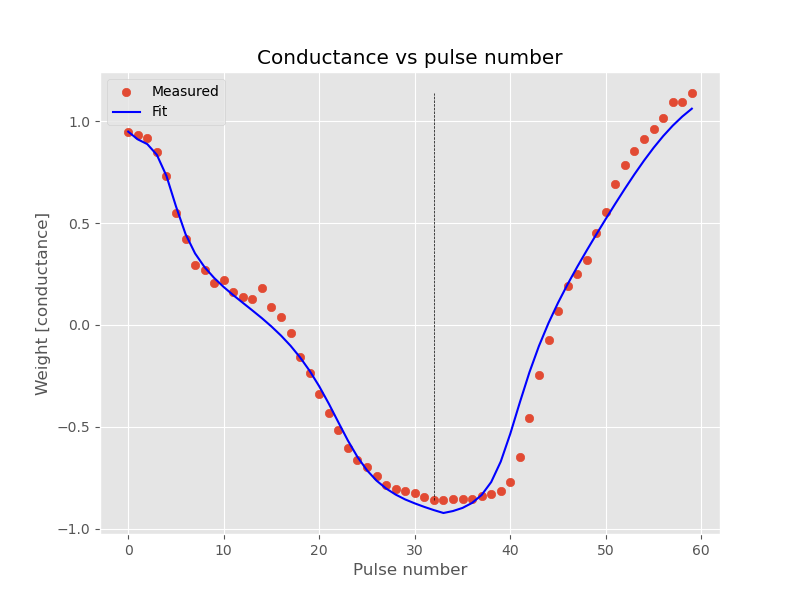 Conductance vs pulse number
Measured
Fit
1.0
0.5
0.0
−0.5
−1.0
Weight [conductance]
0 10 20 30 40 50 60
Pulse number